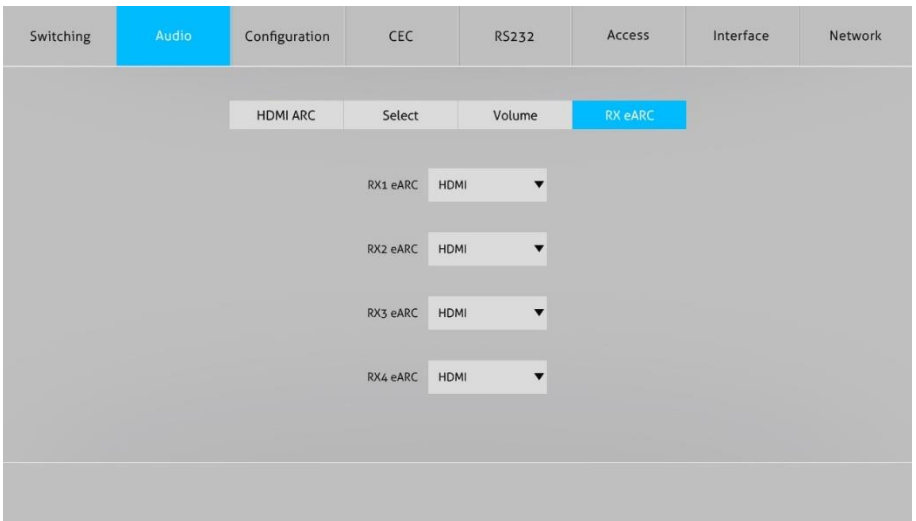 Switching Audio Configuration CEC RS232 Access Interface Network
HDMI ARC Select Volume RX eARC
RX1 eARC HDMI
RX2 eARC HDMI
RX3 eARC HDMI
RX4 eARC HDMI